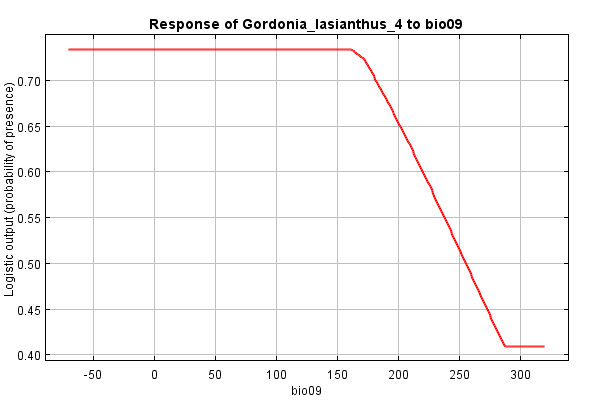 Response of Gordonia_lasianthus_4 to bio09
Logistic output (probability of presence)
0.70
0.65
0.60
0.55
0.50
0.45
0.40
-50 0 50 100 150 200 250 300
bio09